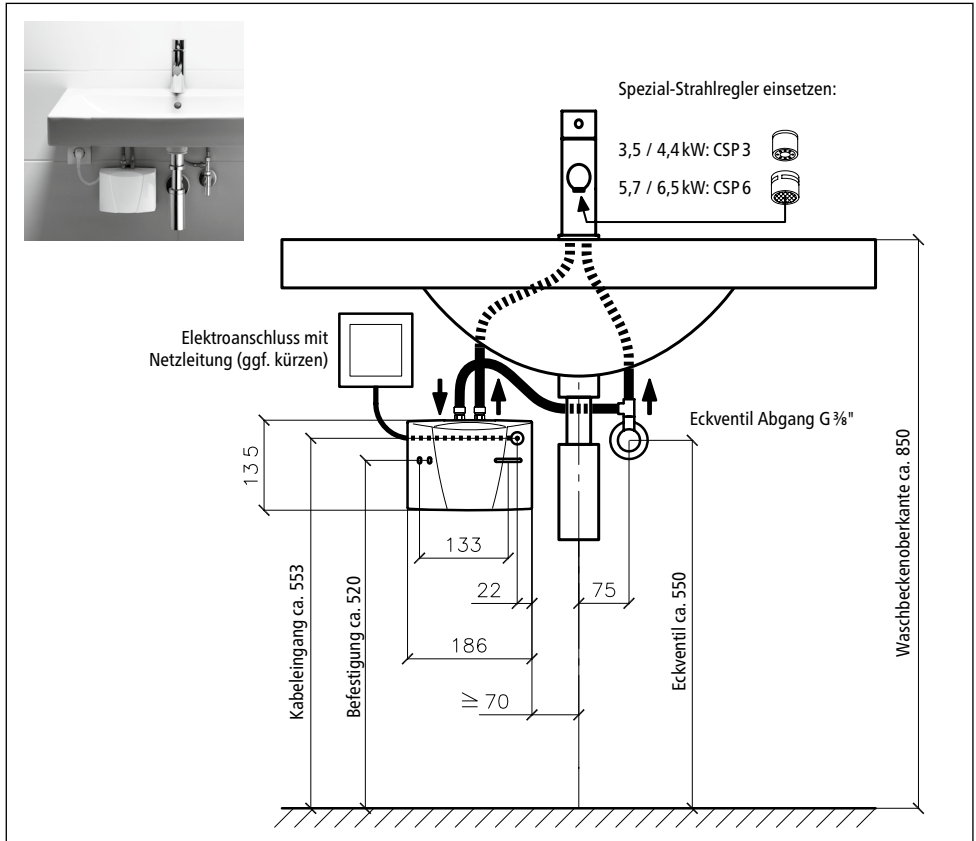 Spezial-Strahlregler einsetzen:
3,5 / 4,4 kW: CSP 3
5,7 / 6,5 kW: CSP 6
Elektroanschluss mit
Netzleitung (ggf. kürzen)
Eckventil Abgang G ⅜"
135
133
22
75
186
≧ 70
Kabeleingang ca. 553
Befestigung ca. 520
Eckventil ca. 550
Waschbeckenoberkante ca. 850